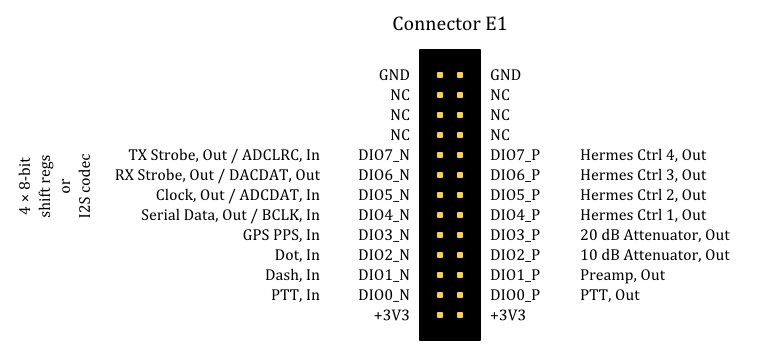 Connector E1
GND GND
NC NC
NC NC
NC NC
TX Strobe, Out / ADCLRC, In DIO7_N DIO7_P Hermes Ctrl 4, Out
RX Strobe, Out / DACDAT, Out DIO6_N DIO6_P Hermes Ctrl 3, Out
Clock, Out / ADCDAT, In DIO5_N DIO5_P Hermes Ctrl 2, Out
Serial Data, Out / BCLK, In DIO4_N DIO4_P Hermes Ctrl 1, Out
GPS PPS, In DIO3_N DIO3_P 20 dB Attenuator, Out
Dot, In DIO2_N DIO2_P 10 dB Attenuator, Out
Dash, In DIO1_N DIO1_P Preamp, Out
PTT, In DIO0_N DIO0_P PTT, Out
+3V3 +3V3
4 × 8-bit
shift regs
or
I2S codec